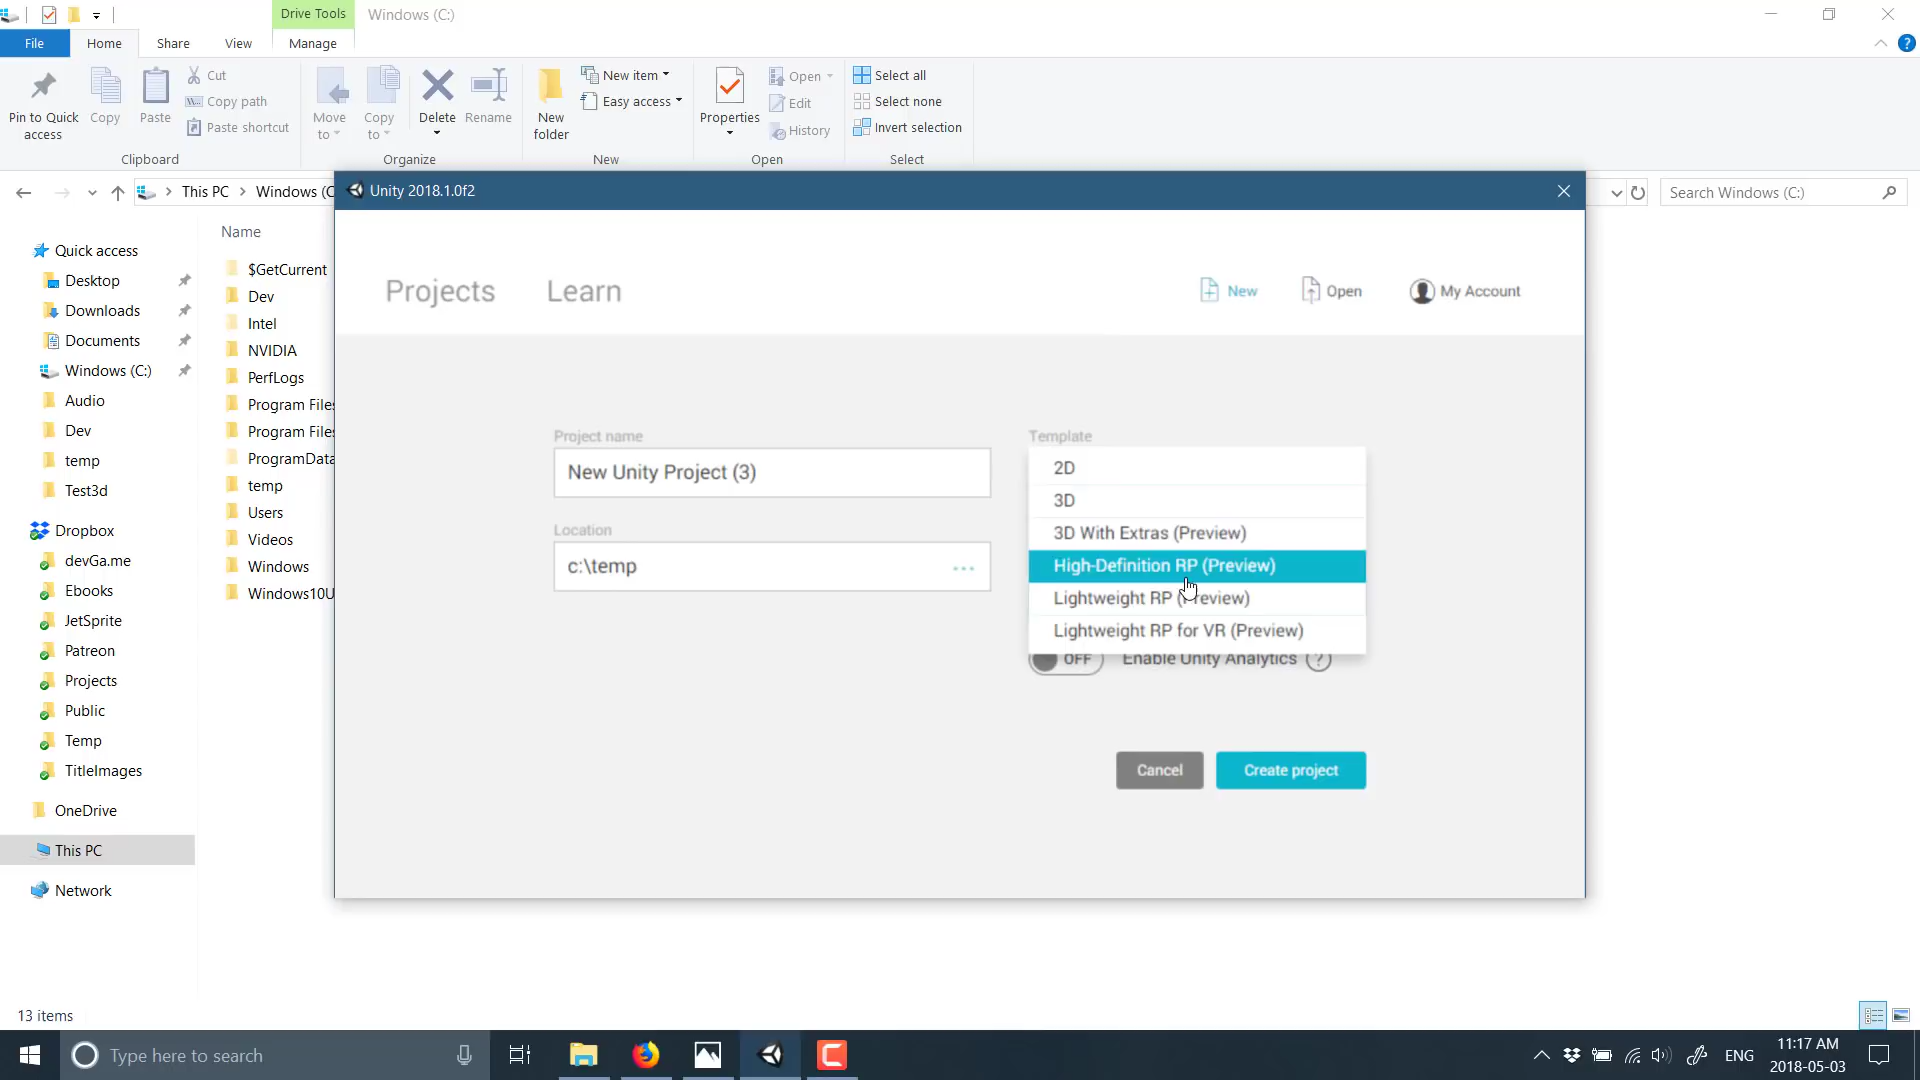 Drive Tools
Windows (C:)
File
Home
Share
View
Manage
Pin to Quick access
Copy
Paste
Cut
Copy path
Paste shortcut
Clipboard
Move to
Copy to
Delete
Rename
Organize
New folder
New item
Easy access
New
Properties
Open
Edit
History
Open
Select all
Select none
Invert selection
Select
This PC
Windows (C
Search Windows (C:)
Unity 2018.1.0f2
Quick access
Desktop
Downloads
Documents
Windows (C:)
Audio
Dev
temp
Test3d
Dropbox
devGa.me
Ebooks
JetSprite
Patreon
Projects
Public
Temp
TitleImages
OneDrive
This PC
Network
Name
$GetCurrent
Dev
Intel
NVIDIA
PerfLogs
Program Files
Program Files
ProgramData
temp
Users
Videos
Windows
Windows10U
Projects
Learn
New
Open
My Account
Project name
New Unity Project (3)
Location
c:\temp
...
Template
2D
3D
3D With Extras (Preview)
High-Definition RP (Preview)
Lightweight RP (Preview)
Lightweight RP for VR (Preview)
OFF
Enable Unity Analytics
?
Cancel
Create project
13 items
Type here to search
ENG
11:17 AM
2018-05-03